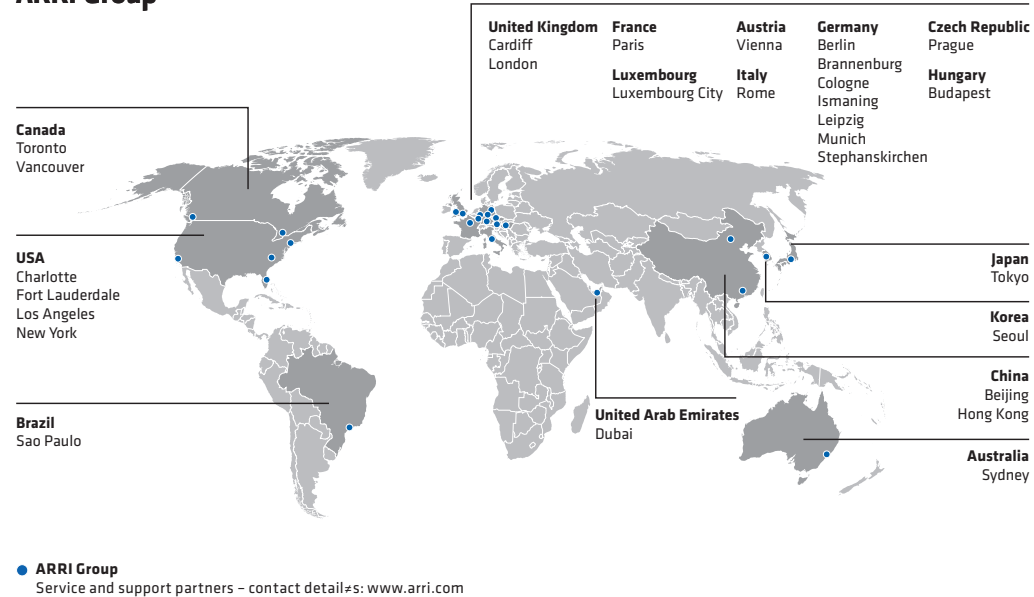 ARRI Group
United Kingdom
Cardiff
London
France
Paris
Luxembourg
Luxembourg City
Austria
Vienna
Italy
Rome
Germany
Berlin
Brannenburg
Cologne
Ismaning
Leipzig
Munich
Stephanskirchen
Czech Republic
Prague
Hungary
Budapest
Canada
Toronto
Vancouver
USA
Charlotte
Fort Lauderdale
Los Angeles
New York
Brazil
Sao Paulo
United Arab Emirates
Dubai
Japan
Tokyo
Korea
Seoul
China
Beijing
Hong Kong
Australia
Sydney
ARRI Group
Service and support partners – contact detail≠s: www.arri.com